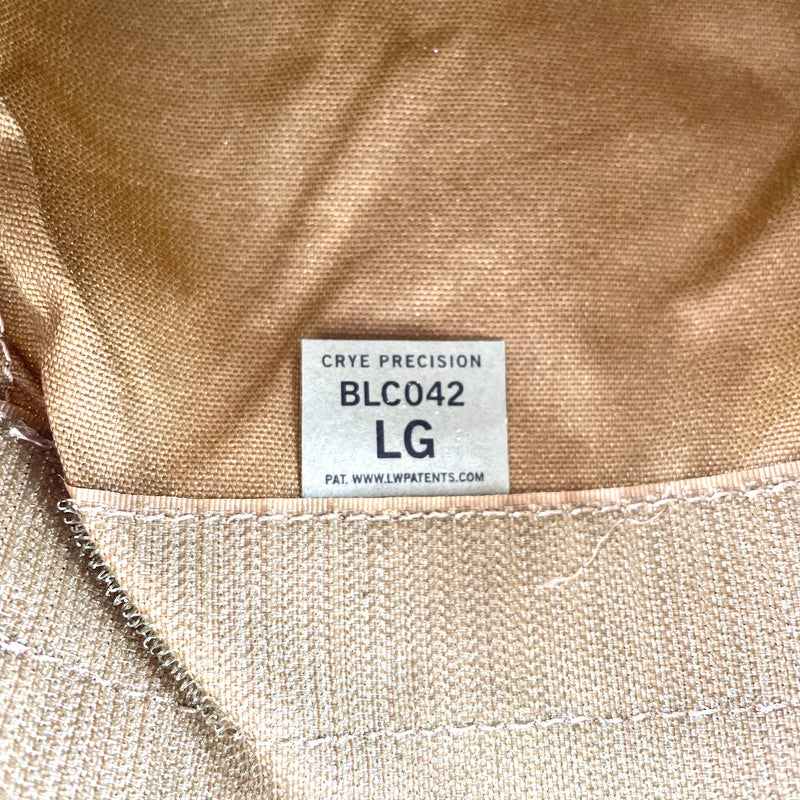 CRYE PRECISION
BLC042
LG
PAT. WWW.LWPATENTS.COM